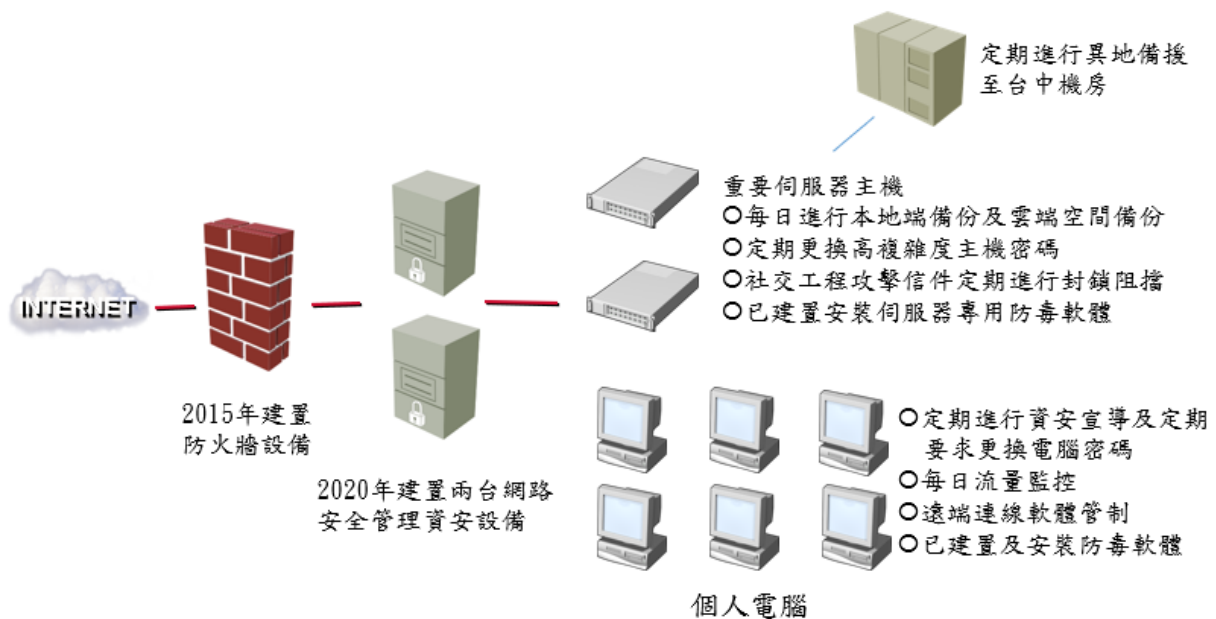 定期進行異地備援
至台中機房
重要伺服器主機
○每日進行本地端備份及雲端空間備份
○定期更換高複雜度主機密碼
○社交工程攻擊信件定期進行封鎖阻擋
○已建置安裝伺服器專用防毒軟體
INTERNET
2015年建置
防火牆設備
2020年建置兩台網路
安全管理資安設備
○定期進行資安宣導及定期
要求更換電腦密碼
○每日流量監控
○遠端連線軟體管制
○已建置及安裝防毒軟體
個人電腦